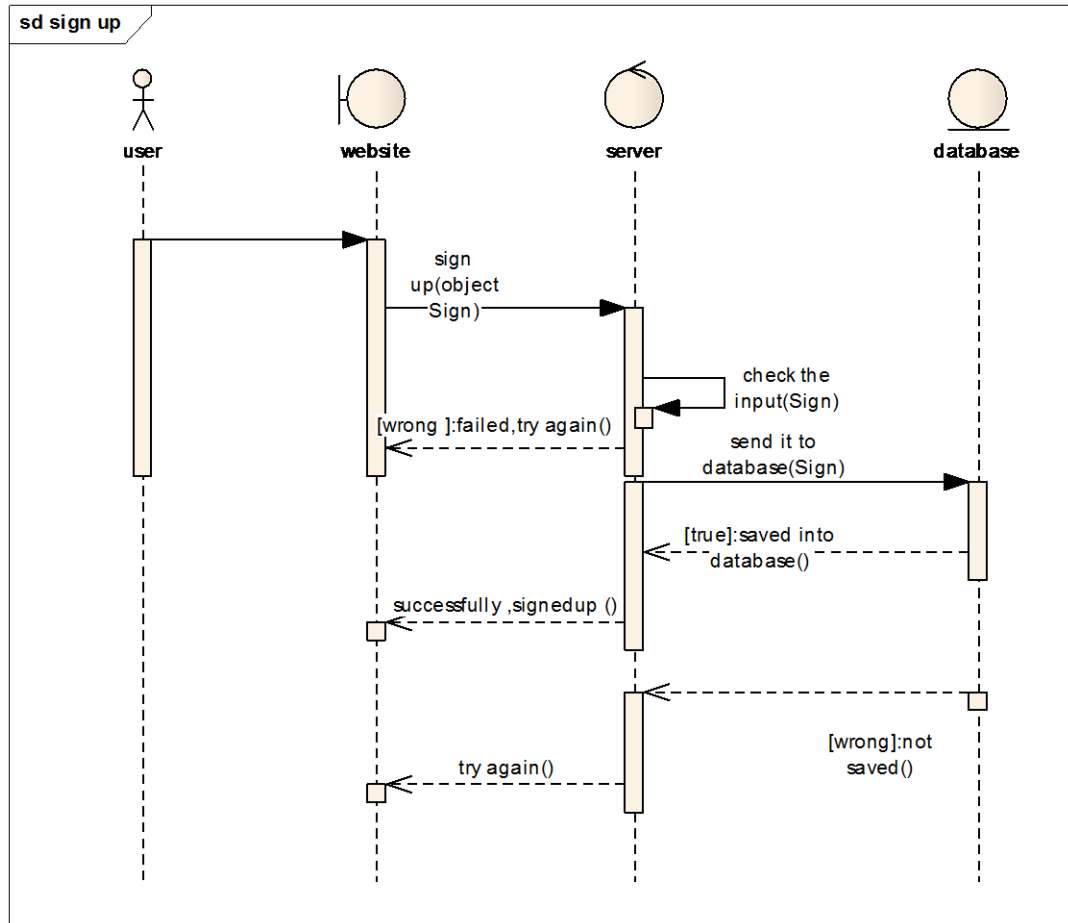 sd sign up
user
website
server
database
sign
up(object
Sign)
check the
input(Sign)
[wrong ]:failed,try again()
send it to
database(Sign)
[true]:saved into
database()
successfully ,signedup ()
[wrong]:not
saved()
try again()